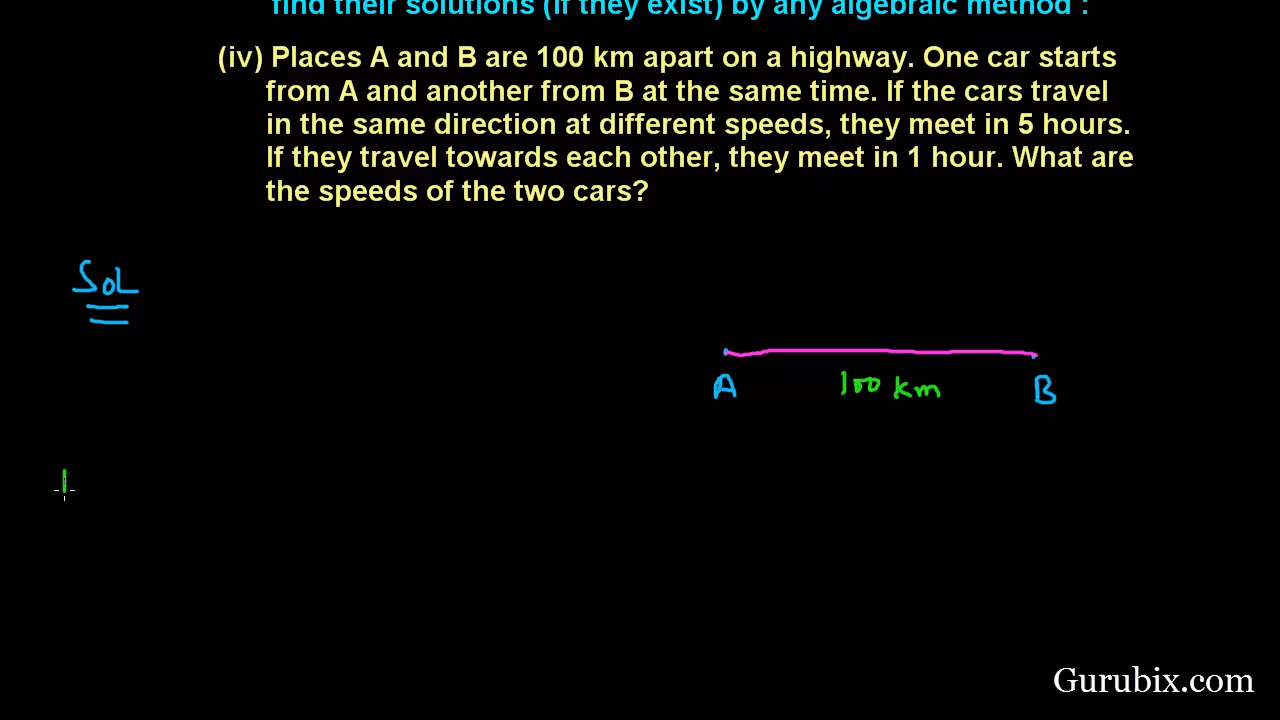 find their solutions (if they exist) by any algebraic method :
(iv) Places A and B are 100 km apart on a highway. One car starts
from A and another from B at the same time. If the cars travel
in the same direction at different speeds, they meet in 5 hours.
If they travel towards each other, they meet in 1 hour. What are
the speeds of the two cars?
SoL
A 100 km B
Gurubix.com